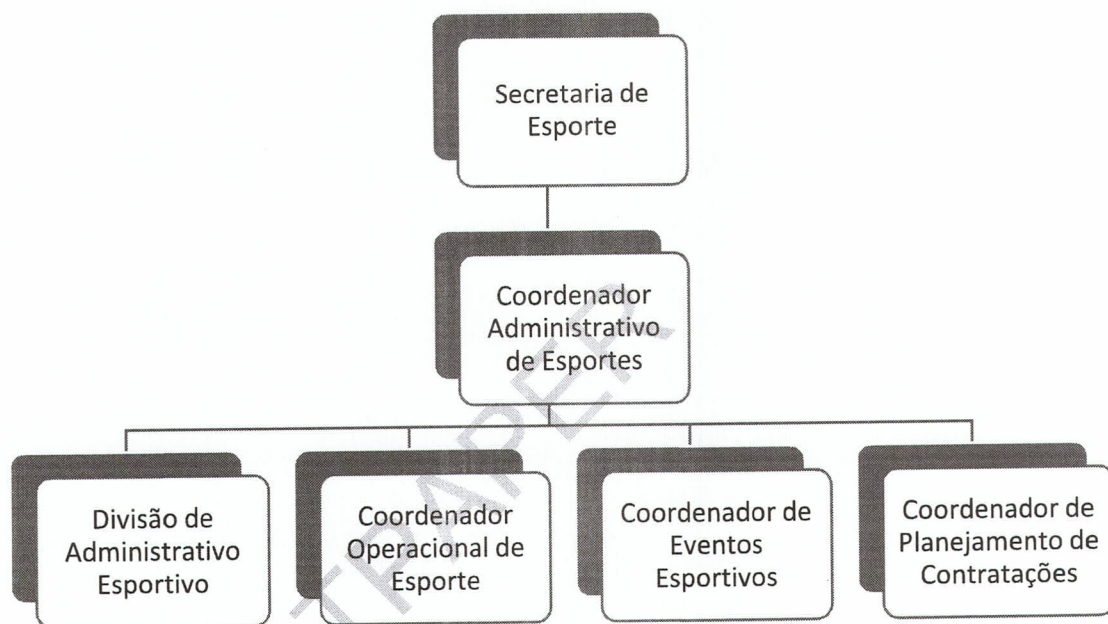 Secretaria de
Esporte
Coordenador
Administrativo
de Esportes
Divisão de
Administrativo
Esportivo
Coordenador
Operacional de
Esporte
Coordenador de
Eventos
Esportivos
Coordenador de
Planejamento de
Contratações
TPAPER